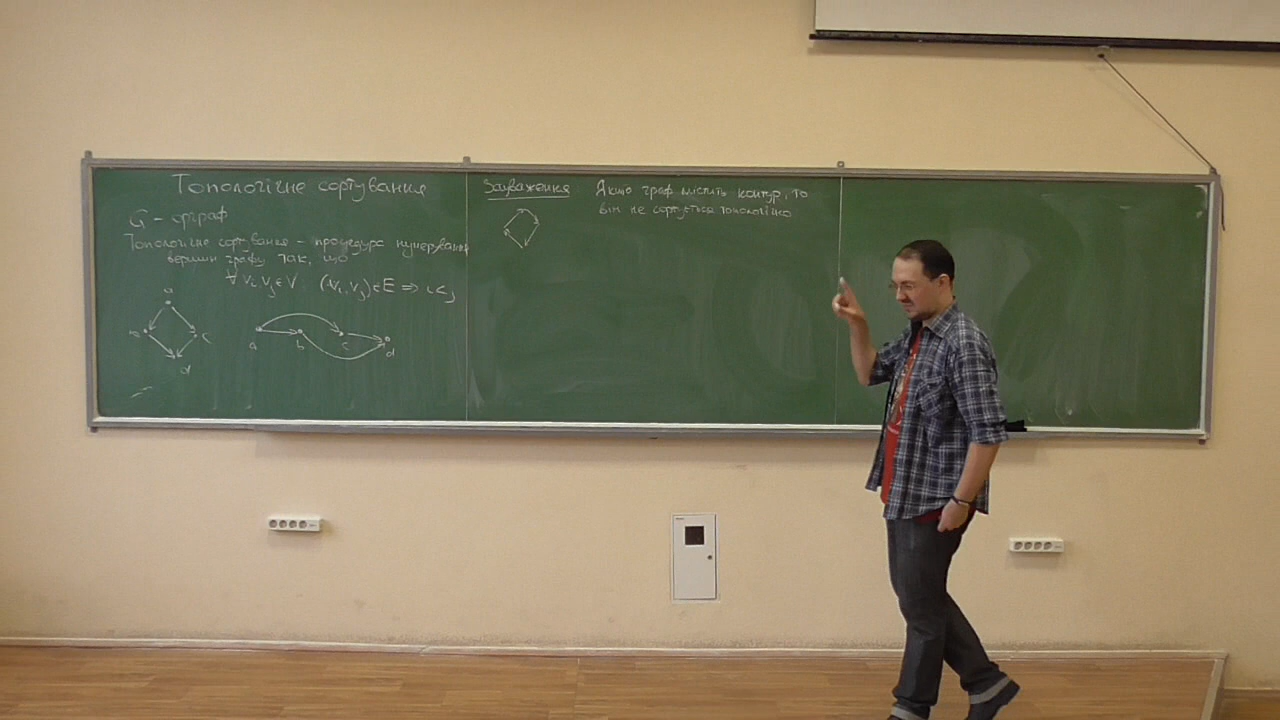 Топологічне сортування
G – орграф
Топологічне сортування – процедура нумерування
вершин графу так, що
∀ vi, vj ∈ V (vi, vj) ∈ E ⇒ i < j
a
b c
d
a b c d
Зауваження Якщо граф містить контур, то
він не сортується топологічно